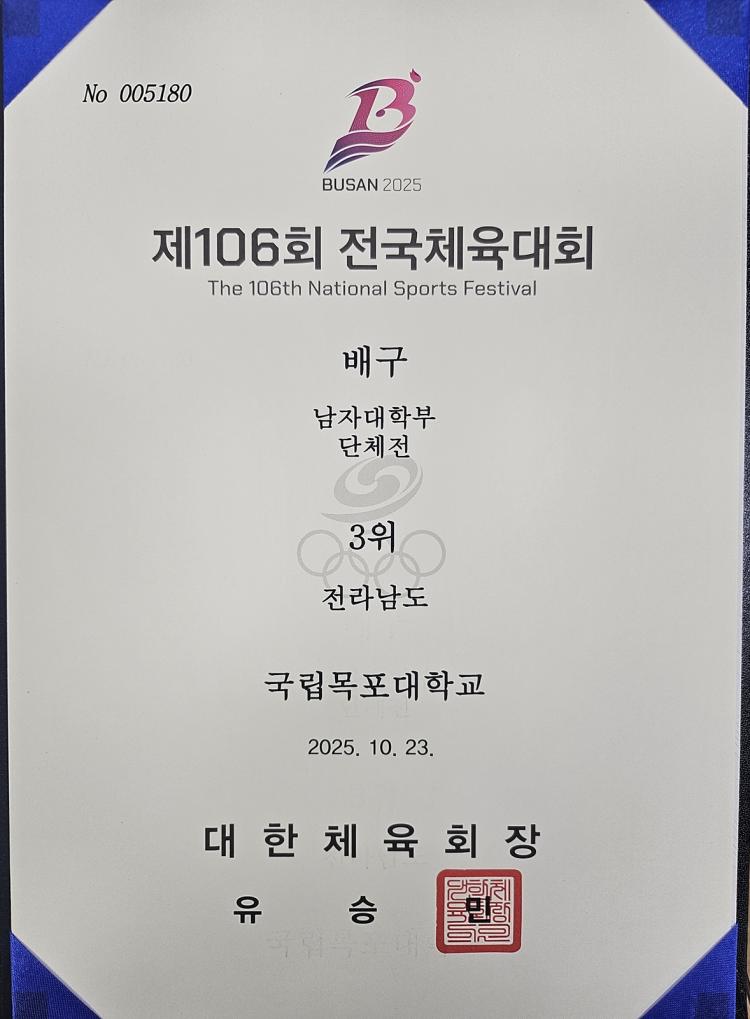 No 005180
BUSAN 2025
제106회 전국체육대회
The 106th National Sports Festival
배구
남자대학부
단체전
3위
전라남도
국립목포대학교
2025. 10. 23.
대한체육회장
유승민